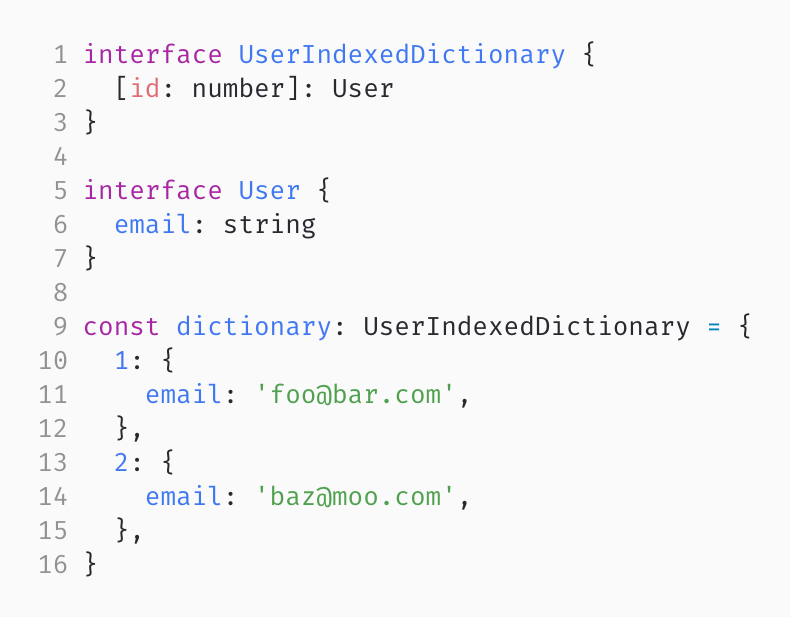 1 interface UserIndexedDictionary {
2   [id: number]: User
3 }
4
5 interface User {
6   email: string
7 }
8
9 const dictionary: UserIndexedDictionary = {
10   1: {
11     email: 'foo@bar.com',
12   },
13   2: {
14     email: 'baz@moo.com',
15   },
16 }